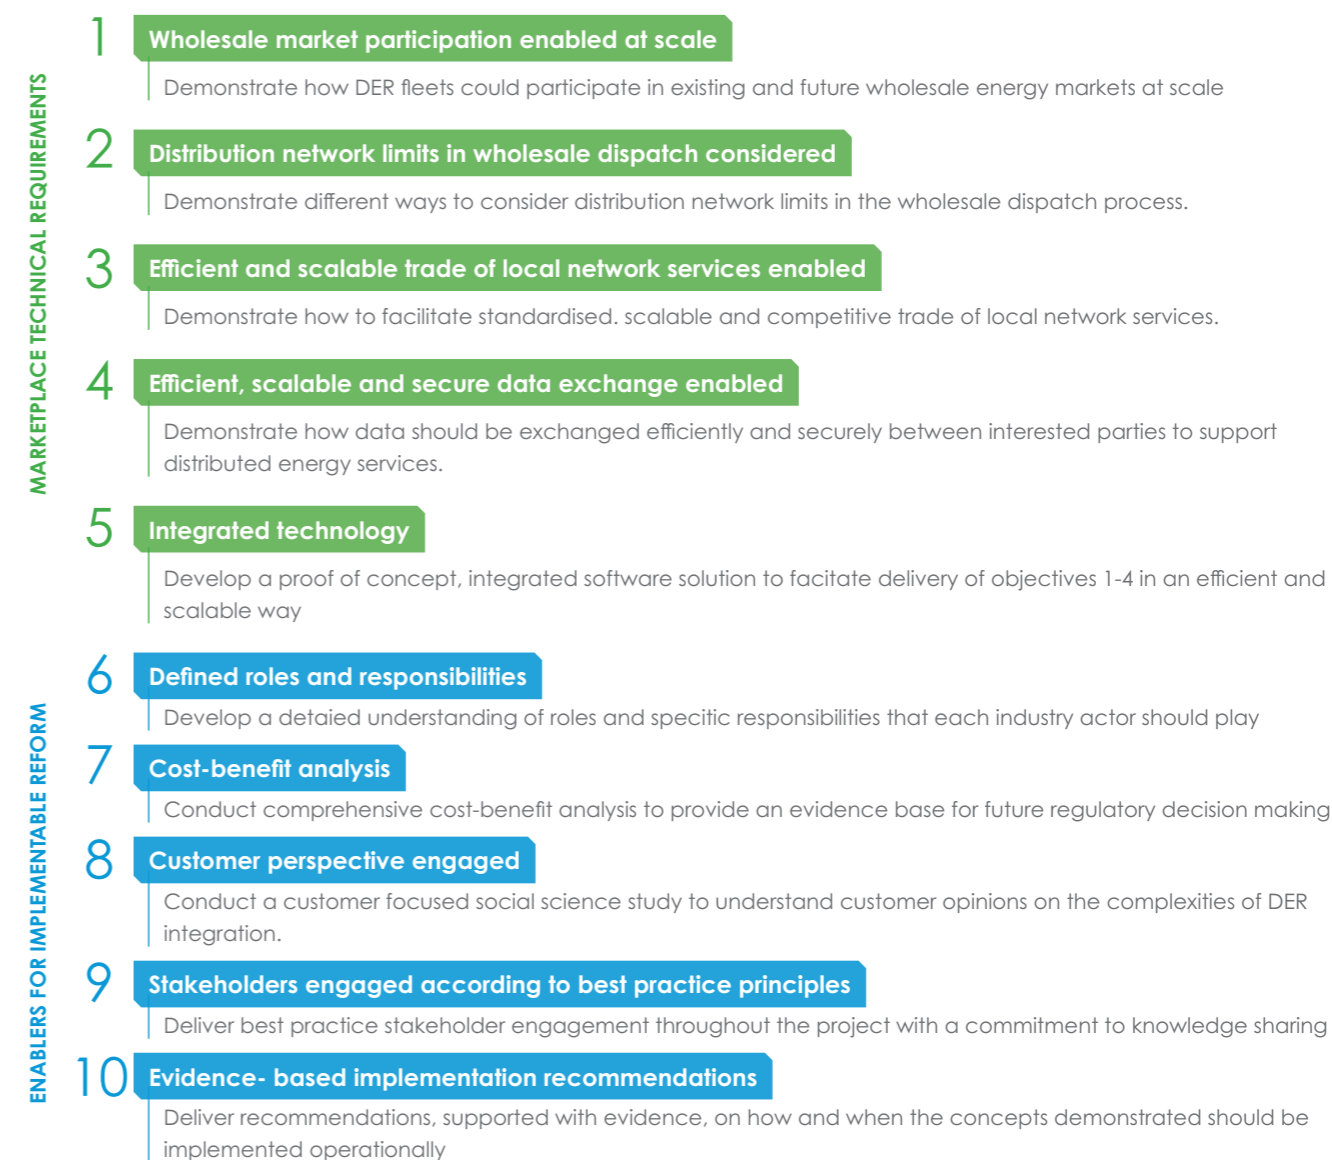 MARKETPLACE TECHNICAL REQUIREMENTS
1
Wholesale market participation enabled at scale
Demonstrate how DER fleets could participate in existing and future wholesale energy markets at scale
2
Distribution network limits in wholesale dispatch considered
Demonstrate different ways to consider distribution network limits in the wholesale dispatch process.
3
Efficient and scalable trade of local network services enabled
Demonstrate how to facilitate standardised. scalable and competitive trade of local network services.
4
Efficient, scalable and secure data exchange enabled
Demonstrate how data should be exchanged efficiently and securely between interested parties to support
distributed energy services.
5
Integrated technology
Develop a proof of concept, integrated software solution to facitate delivery of objectives 1-4 in an efficient and
scalable way
ENABLERS FOR IMPLEMENTABLE REFORM
6
Defined roles and responsibilities
Develop a detaied understanding of roles and specific responsibilities that each industry actor should play
7
Cost-benefit analysis
Conduct comprehensive cost-benefit analysis to provide an evidence base for future regulatory decision making
8
Customer perspective engaged
Conduct a customer focused social science study to understand customer opinions on the complexities of DER
integration.
9
Stakeholders engaged according to best practice principles
Deliver best practice stakeholder engagement throughout the project with a commitment to knowledge sharing
10
Evidence- based implementation recommendations
Deliver recommendations, supported with evidence, on how and when the concepts demonstrated should be
implemented operationally